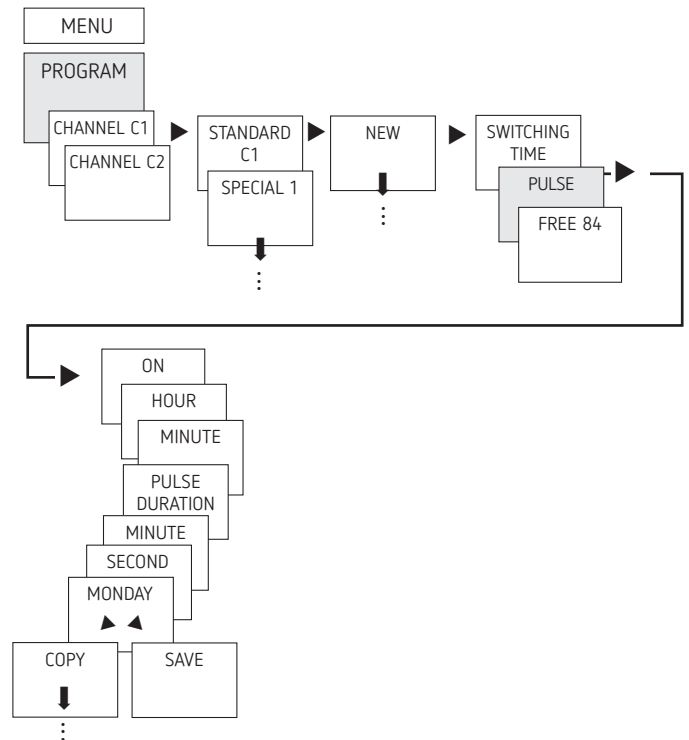 MENU
PROGRAM
CHANNEL C1
CHANNEL C2
STANDARD
C1
SPECIAL 1
NEW
SWITCHING
TIME
PULSE
FREE 84
ON
HOUR
MINUTE
PULSE
DURATION
MINUTE
SECOND
MONDAY
COPY
SAVE